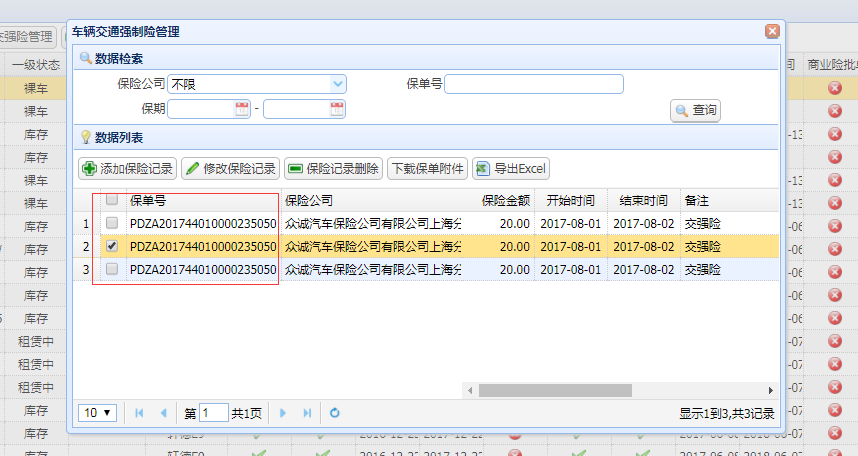 车辆交通强制险管理
交强险管理
一级状态
裸车
裸车
库存
库存
裸车
裸车
库存
库存
库存
库存
库存
租赁中
租赁中
租赁中
库存
库存
数据检索
保险公司 不限 保单号
保期 - 查询
数据列表
添加保险记录 修改保险记录 保险记录删除 下载保单附件 导出Excel
保单号 保险公司 保险金额 开始时间 结束时间 备注
1 PDZA201744010000235050 众诚汽车保险公司有限公司上海分 20.00 2017-08-01 2017-08-02 交强险
2 PDZA201744010000235050 众诚汽车保险公司有限公司上海分 20.00 2017-08-01 2017-08-02 交强险
3 PDZA201744010000235050 众诚汽车保险公司有限公司上海分 20.00 2017-08-01 2017-08-02 交强险
10 第 1 共1页 显示1到3,共3记录
间 商业险批单
-13
-13
-13
-06
-06
-06
-06
-06
-07
-07
-07